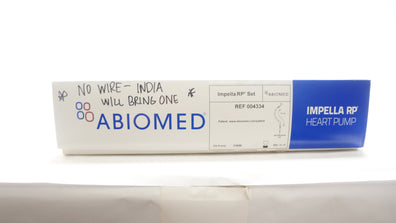 * NO WIRE - INDIA *
WILL BRING ONE
ABIOMED
Impella RP® Set
ABIOMED
REF 004334
IMPELLA RP®
HEART PUMP